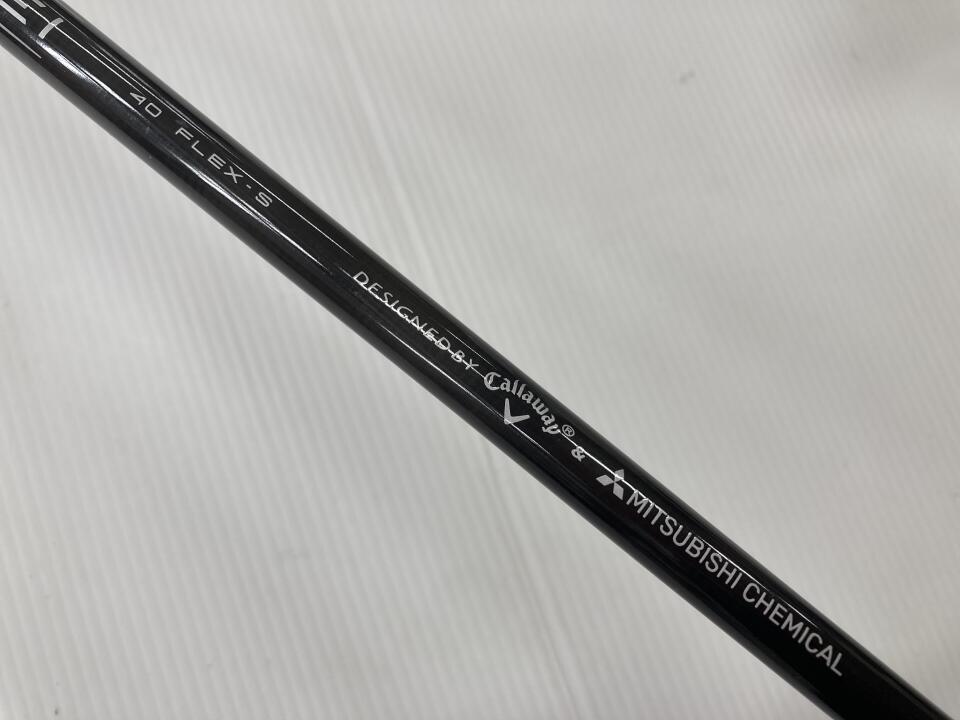 40 FLEX-S
DESIGNED BY Callaway® & MITSUBISHI CHEMICAL